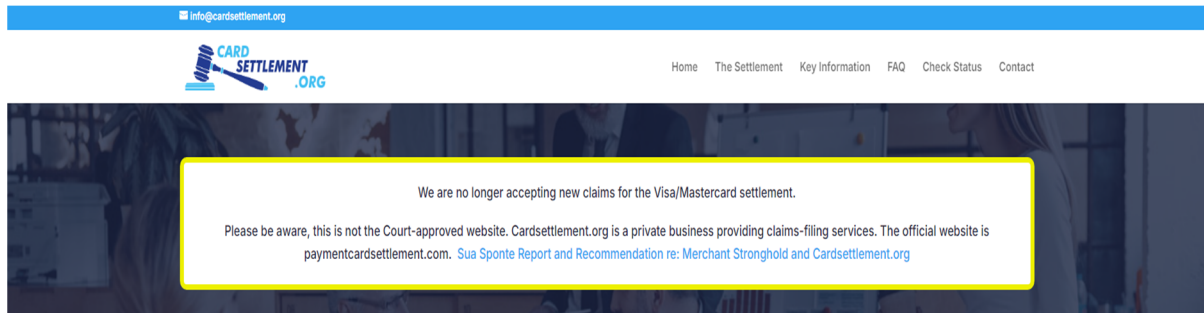 info@cardsettlement.org
CARD
SETTLEMENT
.ORG
Home The Settlement Key Information FAQ Check Status Contact
We are no longer accepting new claims for the Visa/Mastercard settlement.
Please be aware, this is not the Court-approved website. Cardsettlement.org is a private business providing claims-filing services. The official website is
paymentcardsettlement.com. Sua Sponte Report and Recommendation re: Merchant Stronghold and Cardsettlement.org